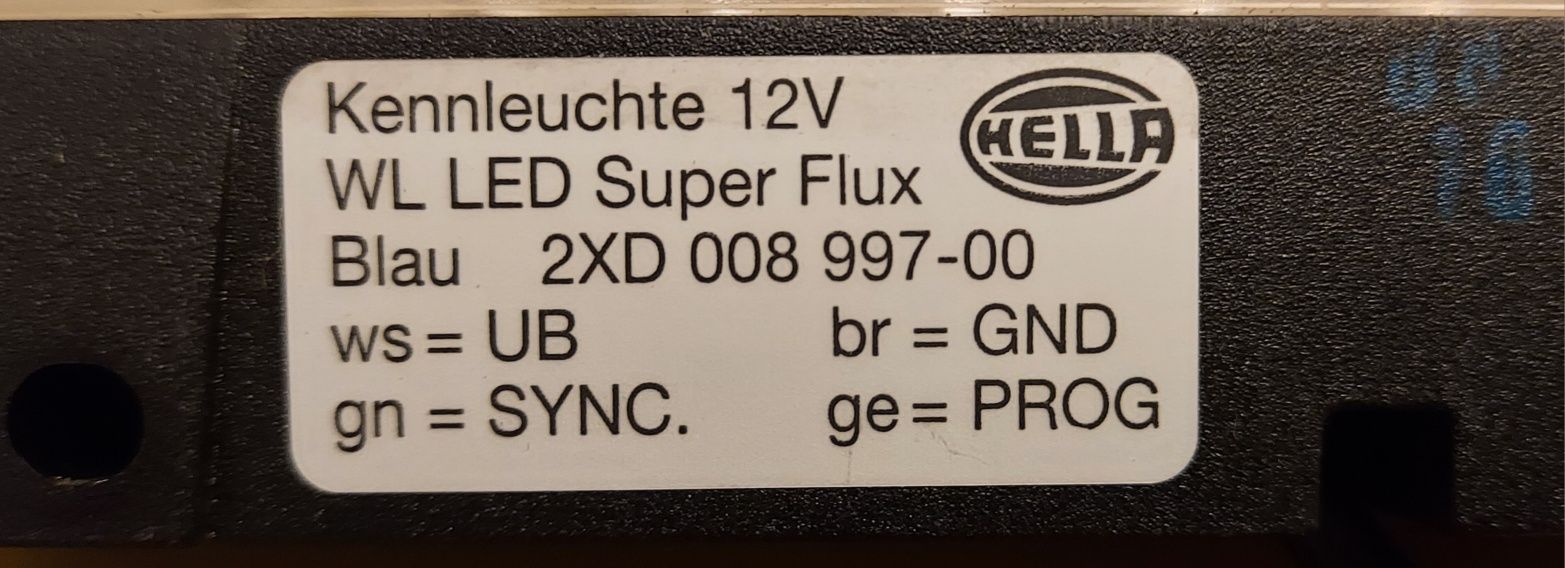 Kennleuchte 12V
HELLA
WL LED Super Flux
Blau 2XD 008 997-00
ws = UB br = GND
gn = SYNC. ge = PROG
16